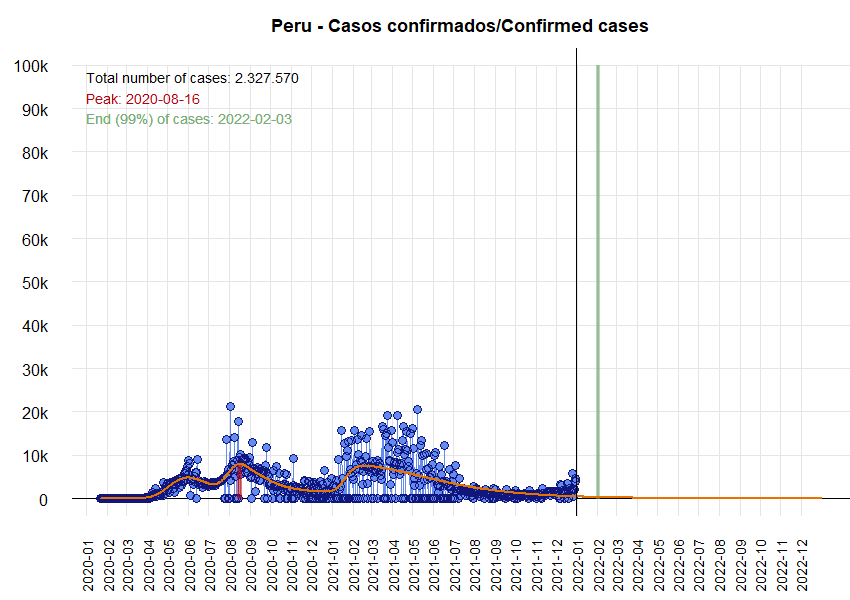 Peru - Casos confirmados/Confirmed cases
Total number of cases: 2.327.570
Peak: 2020-08-16
End (99%) of cases: 2022-02-03
100k
90k
80k
70k
60k
50k
40k
30k
20k
10k
0
2020-01
2020-02
2020-03
2020-04
2020-05
2020-06
2020-07
2020-08
2020-09
2020-10
2020-11
2020-12
2021-01
2021-02
2021-03
2021-04
2021-05
2021-06
2021-07
2021-08
2021-09
2021-10
2021-11
2021-12
2022-01
2022-02
2022-03
2022-04
2022-05
2022-06
2022-07
2022-08
2022-09
2022-10
2022-11
2022-12